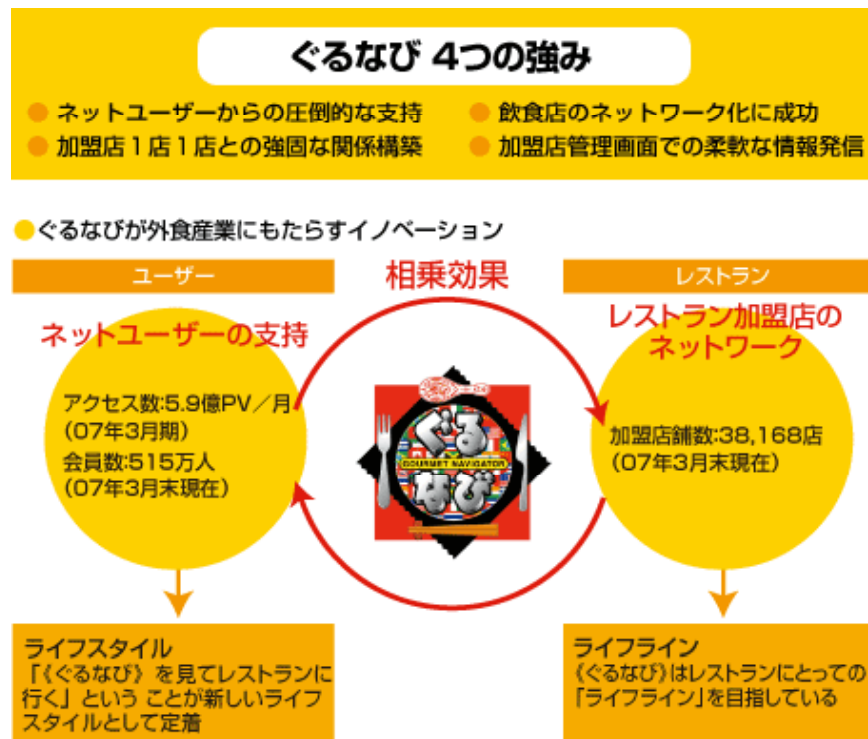 ぐるなび 4つの強み
● ネットユーザーからの圧倒的な支持
● 飲食店のネットワーク化に成功
● 加盟店1店1店との強固な関係構築
● 加盟店管理画面での柔軟な情報発信
●ぐるなびが外食産業にもたらすイノベーション
ユーザー
相乗効果
レストラン
ネットユーザーの支持
レストラン加盟店の
ネットワーク
アクセス数:5.9億PV／月
(07年3月期)
会員数:515万人
(07年3月末現在)
ぐる
GOURMET NAVIGATOR
なび
加盟店舗数:38,168店
(07年3月末現在)
ライフスタイル
「《ぐるなび》を見てレストランに
行く」という ことが新しいライフ
スタイルとして定着
ライフライン
《ぐるなび》はレストランにとっての
「ライフライン」を目指している